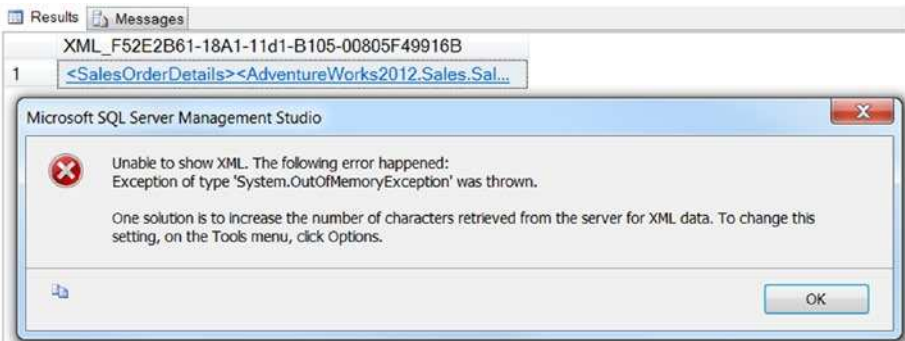 Results Messages
XML_F52E2B61-18A1-11d1-B105-00805F49916B
1 <SalesOrderDetails><AdventureWorks2012.Sales.Sal...
Microsoft SQL Server Management Studio
Unable to show XML. The following error happened:
Exception of type 'System.OutOfMemoryException' was thrown.
One solution is to increase the number of characters retrieved from the server for XML data. To change this
setting, on the Tools menu, click Options.
OK